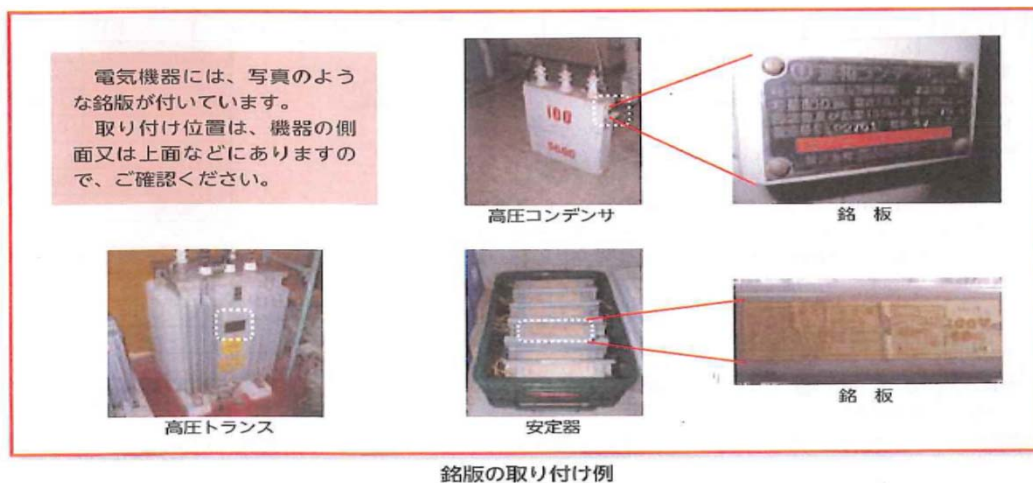 電気機器には、写真のよう
な銘版が付いています。
取り付け位置は、機器の側
面又は上面などにありますの
で、ご確認ください。
100
高圧コンデンサ
銘 板
高圧トランス
安定器
銘 板
銘版の取り付け例